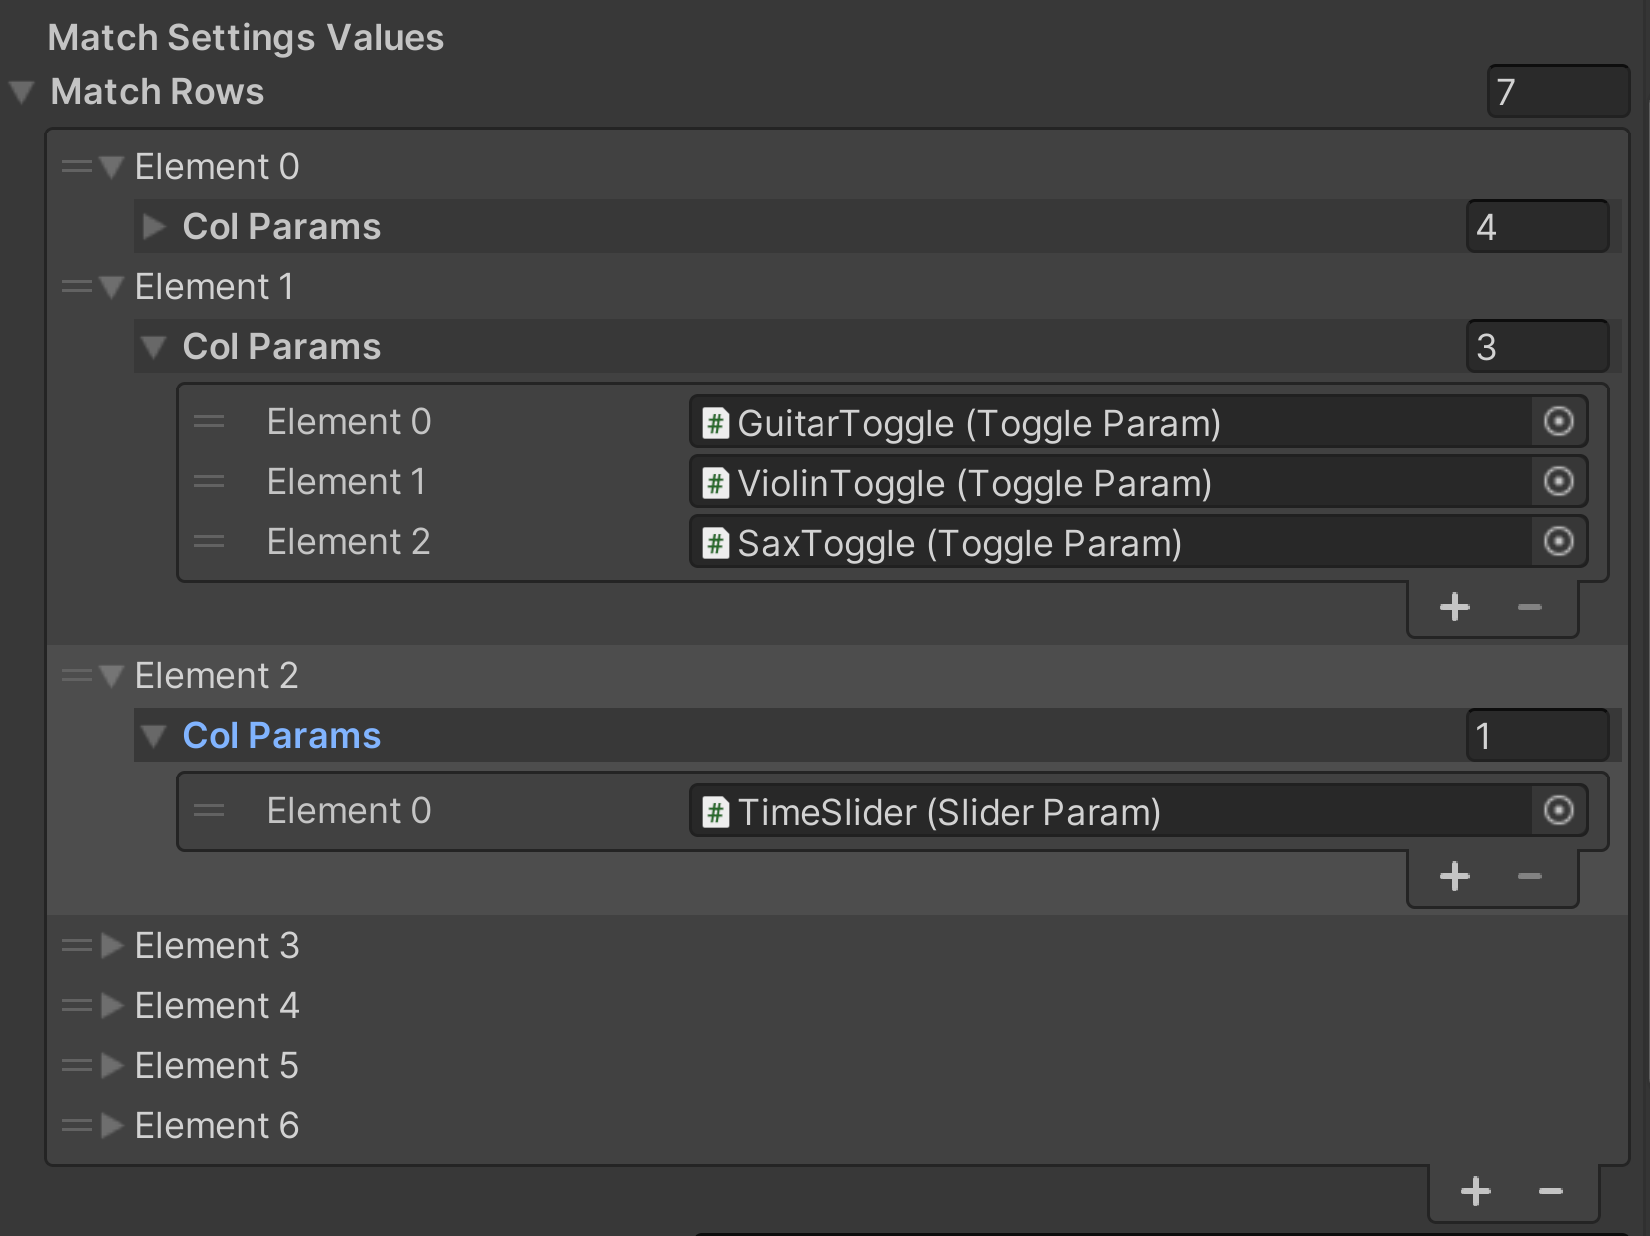 Match Settings Values
Match Rows 7
Element 0
Col Params 4
Element 1
Col Params 3
Element 0 # GuitarToggle (Toggle Param)
Element 1 # ViolinToggle (Toggle Param)
Element 2 # SaxToggle (Toggle Param)
+ −
Element 2
Col Params 1
Element 0 # TimeSlider (Slider Param)
+ −
Element 3
Element 4
Element 5
Element 6
+ −